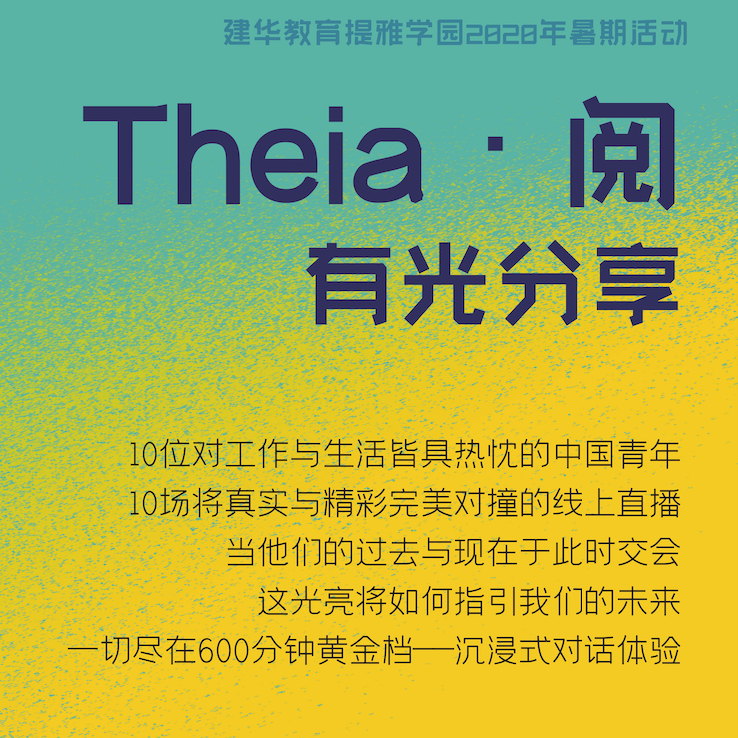 建华教育提雅学园2020年暑期活动
Theia · 阅
有光分享
10位对工作与生活皆具热忱的中国青年
10场将真实与精彩完美对撞的线上直播
当他们的过去与现在于此时交会
这光亮将如何指引我们的未来
一切尽在600分钟黄金档——沉浸式对话体验